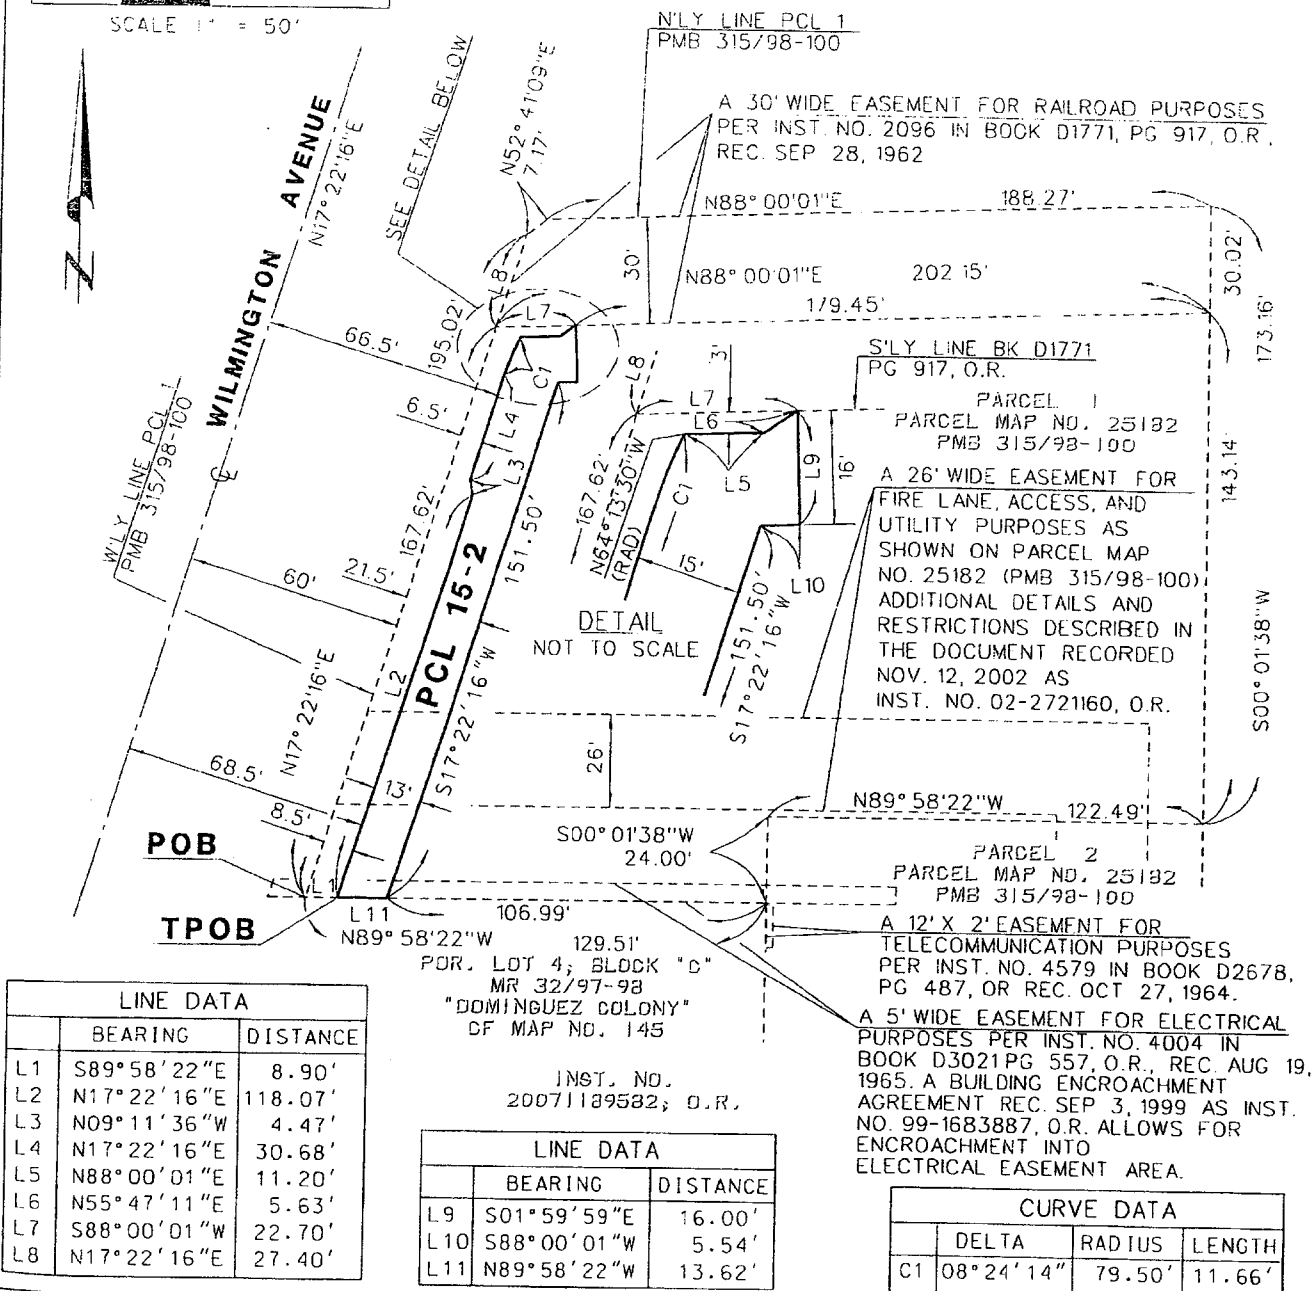 SCALE 1" = 50'
N'LY LINE PCL 1
PMB 315/98-100
A 30' WIDE EASEMENT FOR RAILROAD PURPOSES
PER INST. NO. 2096 IN BOOK D1771, PG 917, O.R.,
REC. SEP 28, 1962
WILMINGTON AVENUE
N17°22'16"E
SEE DETAIL BELOW
N52°41'09"E
7.17'
N88°00'01"E 188.27'
30'
N88°00'01"E 202.15'
179.45'
30.02'
173.16'
L8
L7
66.5'
195.02'
C1
6.5'
L4
L3
S'LY LINE BK D1771
PG 917, O.R.
L8
3'
L7
L6
L5
L9
16'
C1
167.62'
N64°13'30"W
(RAD)
15'
L10
151.50'
S17°22'16"W
DETAIL
NOT TO SCALE
PARCEL 1
PARCEL MAP NO. 25182
PMB 315/98-100
143.14'
W'LY LINE PCL 1
PMB 315/98-100
167.62'
151.50'
A 26' WIDE EASEMENT FOR
FIRE LANE, ACCESS, AND
UTILITY PURPOSES AS
SHOWN ON PARCEL MAP
NO. 25182 (PMB 315/98-100)
ADDITIONAL DETAILS AND
RESTRICTIONS DESCRIBED IN
THE DOCUMENT RECORDED
NOV. 12, 2002 AS
INST. NO. 02-2721160, O.R.
S00°01'38"W
60'
21.5'
PCL 15-2
L2
S17°22'16"W
N17°22'16"E
26'
68.5'
13'
8.5'
N89°58'22"W 122.49'
S00°01'38"W
24.00'
POB
L1
TPOB
L11
106.99'
N89°58'22"W
129.51'
POR. LOT 4, BLOCK "C"
MR 32/97-98
"DOMINGUEZ COLONY"
OF MAP NO. 145
INST. NO.
20071189582, O.R.
PARCEL 2
PARCEL MAP NO. 25182
PMB 315/98-100
A 12' X 2' EASEMENT FOR
TELECOMMUNICATION PURPOSES
PER INST. NO. 4579 IN BOOK D2678,
PG 487, OR REC. OCT 27, 1964.
A 5' WIDE EASEMENT FOR ELECTRICAL
PURPOSES PER INST. NO. 4004 IN
BOOK D3021 PG 557, O.R., REC. AUG 19,
1965. A BUILDING ENCROACHMENT
AGREEMENT REC. SEP 3, 1999 AS INST.
NO. 99-1683887, O.R. ALLOWS FOR
ENCROACHMENT INTO
ELECTRICAL EASEMENT AREA.
LINE DATA
BEARING DISTANCE
L1 S89°58'22"E 8.90'
L2 N17°22'16"E 118.07'
L3 N09°11'36"W 4.47'
L4 N17°22'16"E 30.68'
L5 N88°00'01"E 11.20'
L6 N55°47'11"E 5.63'
L7 S88°00'01"W 22.70'
L8 N17°22'16"E 27.40'
LINE DATA
BEARING DISTANCE
L9 S01°59'59"E 16.00'
L10 S88°00'01"W 5.54'
L11 N89°58'22"W 13.62'
CURVE DATA
DELTA RADIUS LENGTH
C1 08°24'14" 79.50' 11.66'